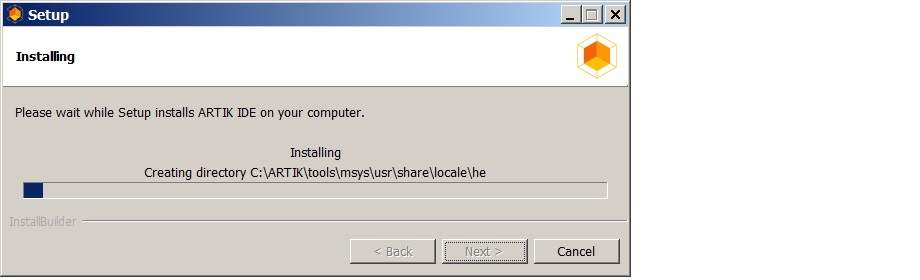 Setup
Installing
Please wait while Setup installs ARTIK IDE on your computer.
Installing
Creating directory C:\ARTIK\tools\msys\usr\share\locale\he
InstallBuilder
< Back Next > Cancel